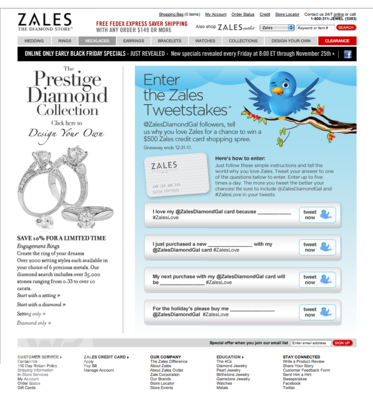 Shopping Bag (0 items) My Account Order Status Credit Store Locator Contact us 24/7 online or call
1-800-311-JEWEL (5393)
ZALES
THE DIAMOND STORE
FREE FEDEX EXPRESS SAVER SHIPPING
WITH ANY ORDER $149 OR MORE
Also shop ZALES outlet Zales Keyword or Item # SEARCH
WEDDING RINGS NECKLACES EARRINGS BRACELETS WATCHES COLLECTIONS DESIGN YOUR OWN CLEARANCE
ONLINE ONLY EARLY BLACK FRIDAY SPECIALS - JUST REVEALED - New specials revealed every Friday at 8:00 ET through November 25th
The
Prestige
Diamond
Collection
Click here to
Design Your Own
SAVE 10% FOR A LIMITED TIME
Engagement Rings
Create the ring of your dreams
Over 2000 setting styles each available in
your choice of 6 precious metals. Our
diamond search includes over 35,000
stones ranging from 0.33 to over 10
carats.
Start with a setting »
Start with a diamond »
Setting only »
Diamond only »
Enter
the Zales
Tweetstakes
@ZalesDiamondGal followers, tell
us why you love Zales for a chance to win a
$500 Zales credit card shopping spree.
Giveaway ends 12.21.11.
ZALES
Here's how to enter:
Just follow these simple instructions and tell the
world why you love Zales. Tweet your answer to one
of the questions below to enter. Enter up to five
times a day. The more you tweet the better your
chances! Be sure to include @ZalesDiamondGal and
#ZalesLove in your tweets
I love my @ZalesDiamondGal card because
#ZalesLove
tweet
now
I just purchased a new with my
@ZalesDiamondGal card. #ZalesLove
tweet
now
My next purchase with my @ZalesDiamondGal card will
be #ZalesLove
tweet
now
For the holiday's please buy me
@ZalesDiamondGal #ZalesLove
tweet
now
Special offer when you join our email list Enter email address SIGN UP
CUSTOMER SERVICE
Contact Us
Shipping Information
My Account
Order Status
Gift Cards
ZALES CREDIT CARD
Apply
Pay Bill
Manage Account
OUR COMPANY
The Zales Difference
About Zales
Zale Corporation
Our Brands
Store Locator
Store Events
EDUCATION
The 4Cs
Diamond Jewelry
Pearl Jewelry
Birthstone Jewelry
Gemstone Jewelry
Watches
Metals
STAY CONNECTED
Write a Product Review
Share Your Story
Customer Feedback Form
Send Him a Hint
Sweepstakes
Facebook
Twitter